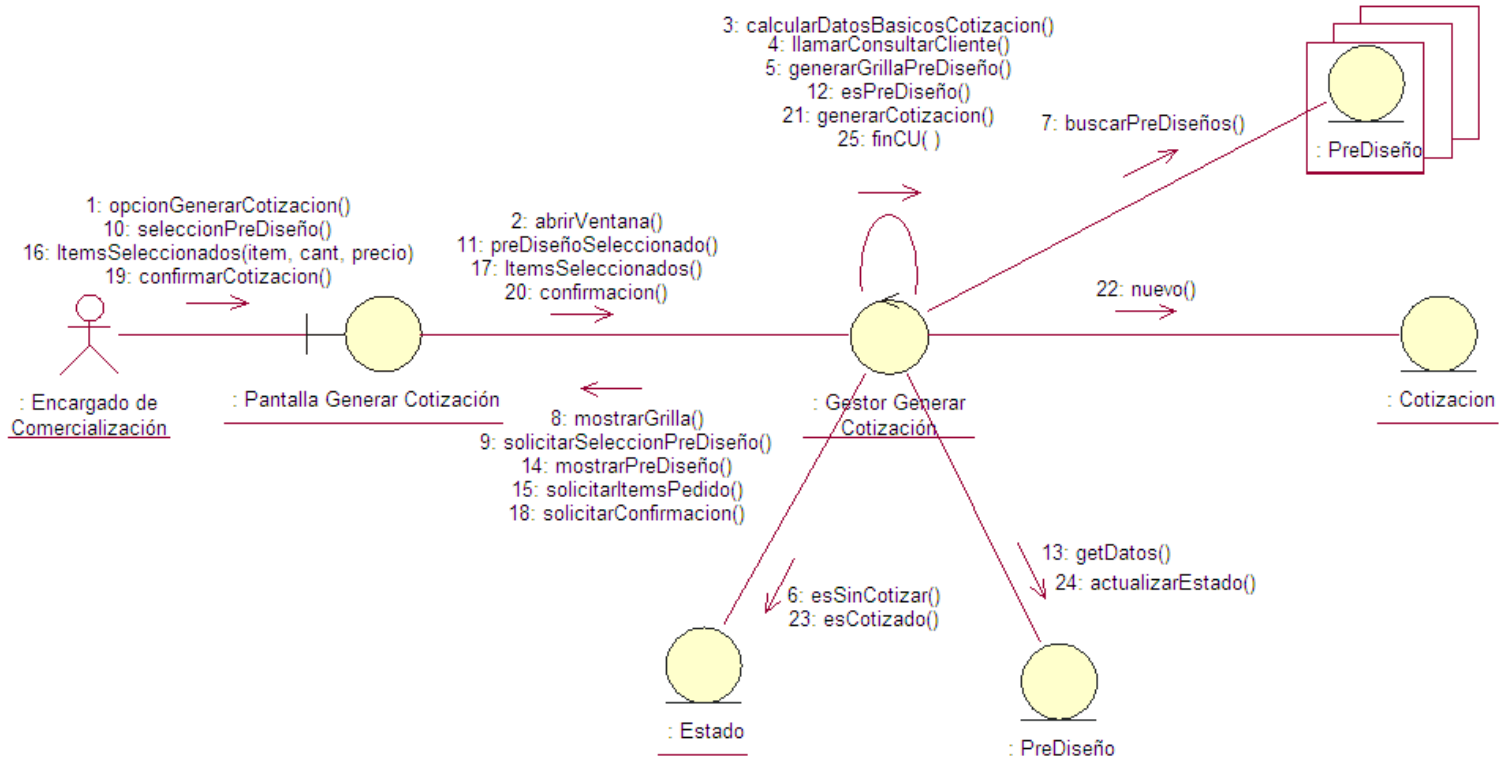 3: calcularDatosBasicosCotizacion()
4: llamarConsultarCliente()
5: generarGrillaPreDiseño()
12: esPreDiseño()
21: generarCotizacion()
25: finCU( )
7: buscarPreDiseños()
: PreDiseño
1: opcionGenerarCotizacion()
10: seleccionPreDiseño()
16: ItemsSeleccionados(item, cant, precio)
19: confirmarCotizacion()
2: abrirVentana()
11: preDiseñoSeleccionado()
17: ItemsSeleccionados()
20: confirmacion()
22: nuevo()
: Encargado de
Comercialización
: Pantalla Generar Cotización
: Gestor Generar
Cotización
: Cotizacion
8: mostrarGrilla()
9: solicitarSeleccionPreDiseño()
14: mostrarPreDiseño()
15: solicitarItemsPedido()
18: solicitarConfirmacion()
6: esSinCotizar()
23: esCotizado()
13: getDatos()
24: actualizarEstado()
: Estado
: PreDiseño